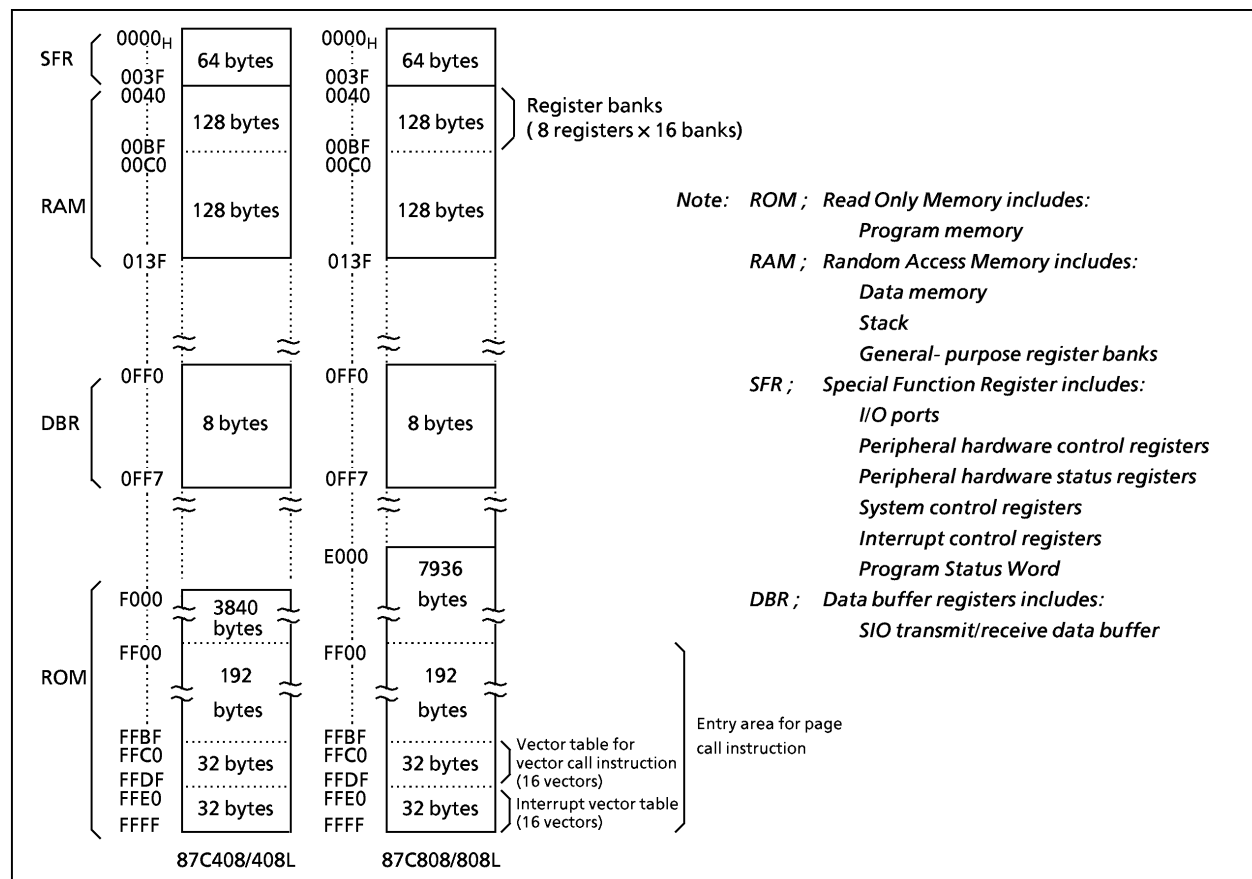 SFR
RAM
DBR
ROM
0000H
003F
0040
00BF
00C0
013F
0FF0
0FF7
F000
FF00
FFBF
FFC0
FFDF
FFE0
FFFF
64 bytes
128 bytes
128 bytes
8 bytes
3840
bytes
192
bytes
32 bytes
32 bytes
87C408/408L
0000H
003F
0040
00BF
00C0
013F
0FF0
0FF7
E000
FF00
FFBF
FFC0
FFDF
FFE0
FFFF
64 bytes
128 bytes
128 bytes
8 bytes
7936
bytes
192
bytes
32 bytes
32 bytes
87C808/808L
Register banks
( 8 registers × 16 banks)
Vector table for
vector call instruction
(16 vectors)
Interrupt vector table
(16 vectors)
Entry area for page
call instruction
Note: ROM ; Read Only Memory includes:
Program memory
RAM ; Random Access Memory includes:
Data memory
Stack
General- purpose register banks
SFR ; Special Function Register includes:
I/O ports
Peripheral hardware control registers
Peripheral hardware status registers
System control registers
Interrupt control registers
Program Status Word
DBR ; Data buffer registers includes:
SIO transmit/receive data buffer